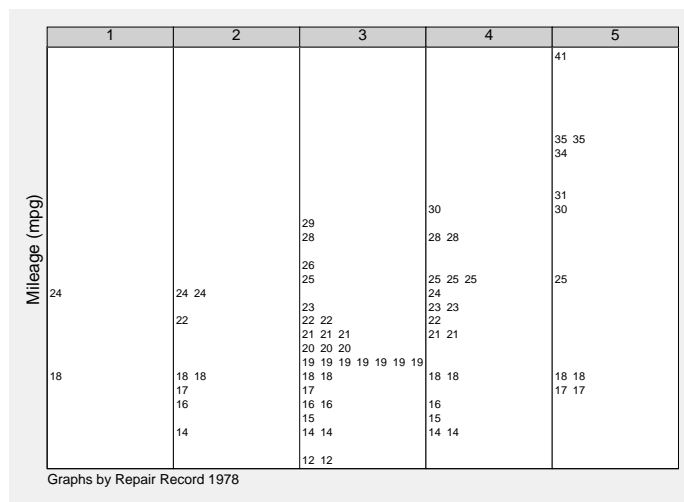 1 2 3 4 5
Mileage (mpg)
41
35 35
34
31
30 30
29
28 28 28
26
25 25 25 25 25
24 24 24 24
23 23 23
22 22 22 22
21 21 21 21 21
20 20 20
19 19 19 19 19 19 19
18 18 18 18 18 18 18 18 18
17 17 17 17
16 16 16 16
15 15
14 14 14 14 14
12 12
Graphs by Repair Record 1978